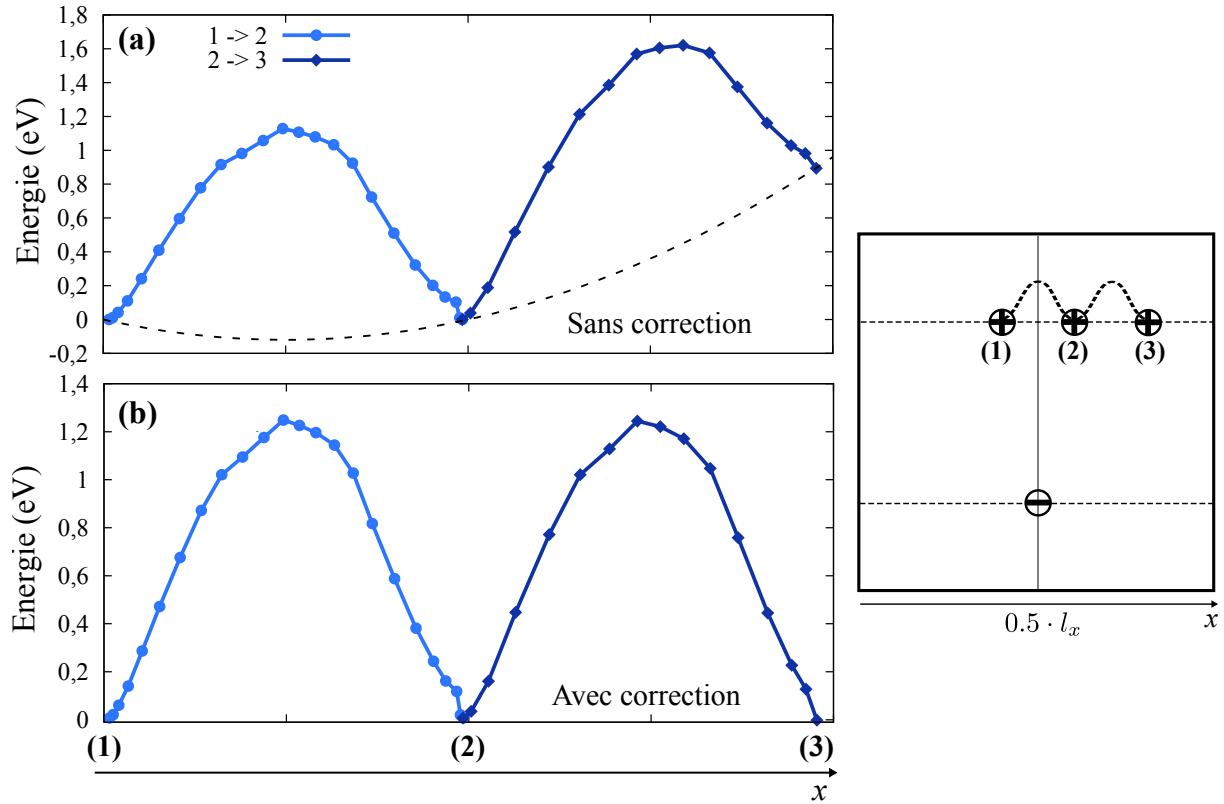 (a)
1 -> 2
2 -> 3
Energie (eV)
1,8
1,6
1,4
1,2
1
0,8
0,6
0,4
0,2
0
-0,2
Sans correction
(b)
Energie (eV)
1,4
1,2
1
0,8
0,6
0,4
0,2
0
Avec correction
(1) (2) (3)
x
(1) (2) (3)
0.5 · l_x
x